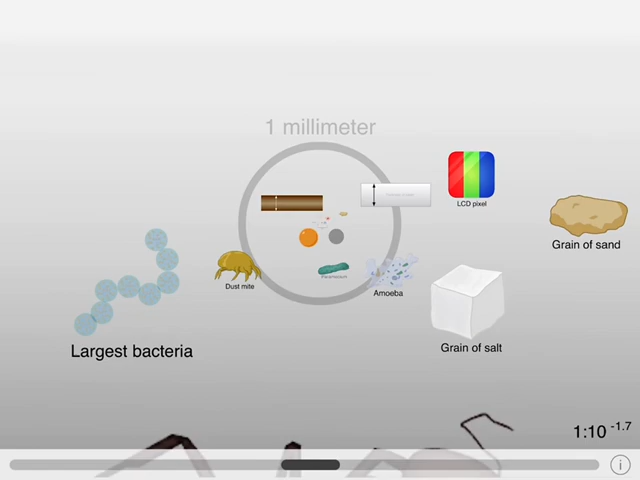 1 millimeter
LCD pixel
Grain of sand
Dust mite
Paramecium
Amoeba
Largest bacteria
Grain of salt
1:10 -1.7
i